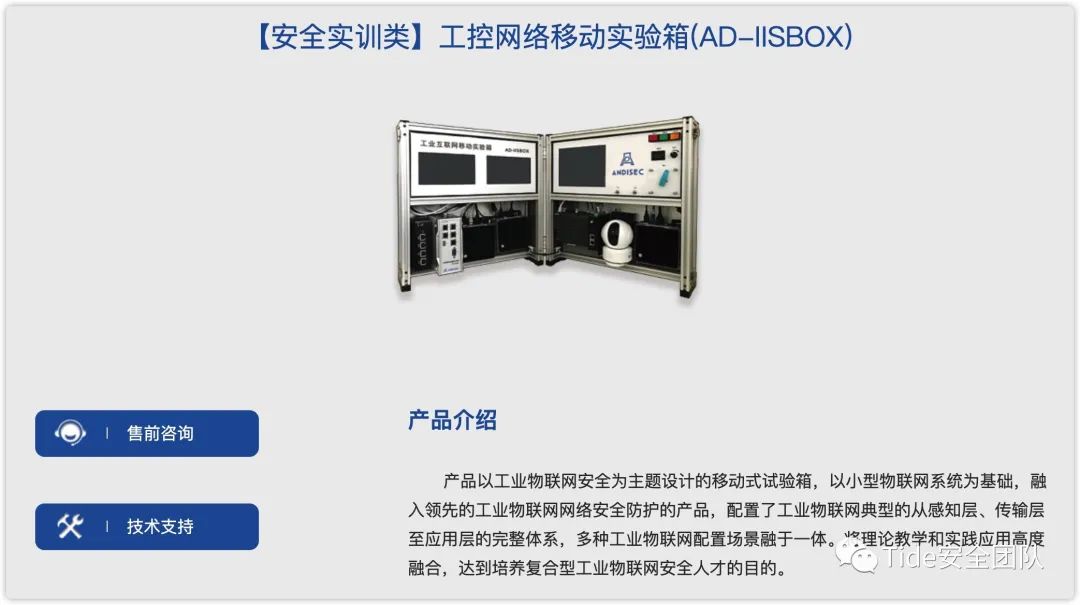 【安全实训类】工控网络移动实验箱(AD-IISBOX)
工业互联网移动实验箱
AD-IISBOX
ANDISEC
售前咨询
技术支持
产品介绍
产品以工业物联网安全为主题设计的移动式试验箱，以小型物联网系统为基础，融
入领先的工业物联网网络安全防护的产品，配置了工业物联网典型的从感知层、传输层
至应用层的完整体系，多种工业物联网配置场景融于一体。将理论教学和实践应用高度
融合，达到培养复合型工业物联网安全人才的目的。
Tide安全团队